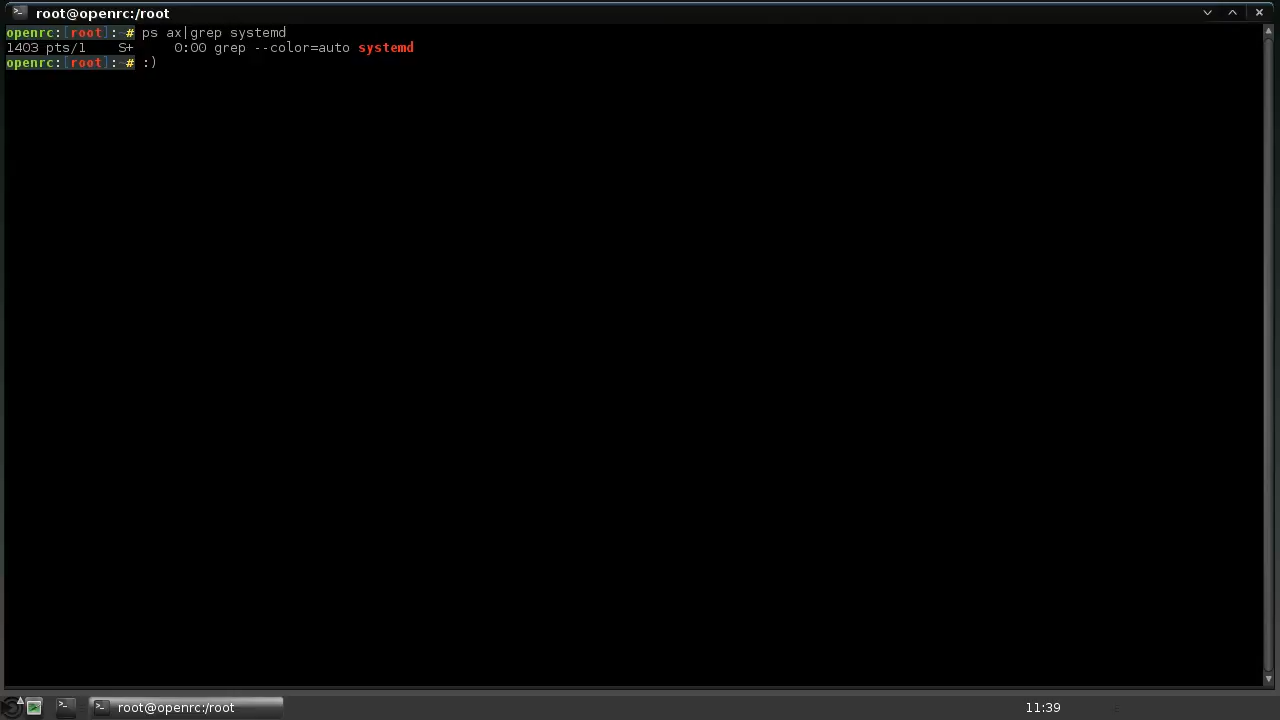 root@openrc:/root
openrc:[root]:~# ps ax|grep systemd
1403 pts/1    S+     0:00 grep --color=auto systemd
openrc:[root]:~# :)
root@openrc:/root
11:39